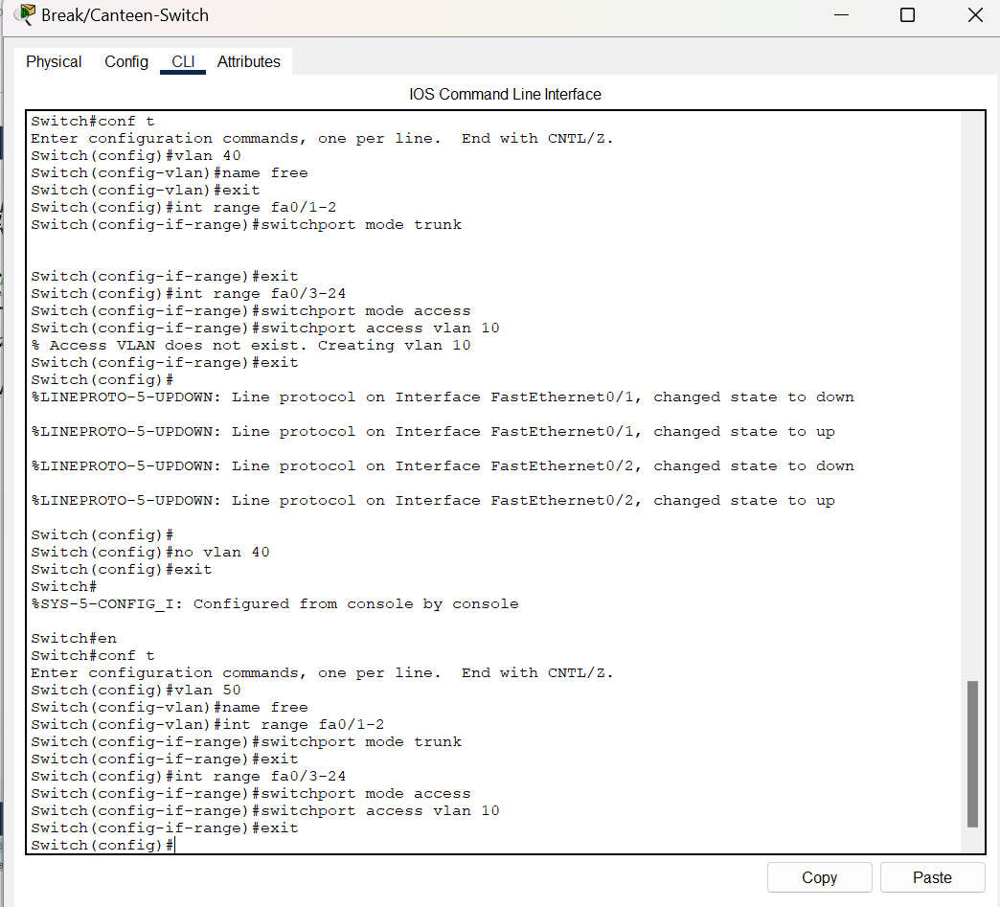 Break/Canteen-Switch
Physical Config CLI Attributes
IOS Command Line Interface
Switch#conf t
Enter configuration commands, one per line.  End with CNTL/Z.
Switch(config)#vlan 40
Switch(config-vlan)#name free
Switch(config-vlan)#exit
Switch(config)#int range fa0/1-2
Switch(config-if-range)#switchport mode trunk
Switch(config-if-range)#exit
Switch(config)#int range fa0/3-24
Switch(config-if-range)#switchport mode access
Switch(config-if-range)#switchport access vlan 10
% Access VLAN does not exist. Creating vlan 10
Switch(config-if-range)#exit
Switch(config)#
%LINEPROTO-5-UPDOWN: Line protocol on Interface FastEthernet0/1, changed state to down
%LINEPROTO-5-UPDOWN: Line protocol on Interface FastEthernet0/1, changed state to up
%LINEPROTO-5-UPDOWN: Line protocol on Interface FastEthernet0/2, changed state to down
%LINEPROTO-5-UPDOWN: Line protocol on Interface FastEthernet0/2, changed state to up
Switch(config)#
Switch(config)#no vlan 40
Switch(config)#exit
Switch#
%SYS-5-CONFIG_I: Configured from console by console
Switch#en
Switch#conf t
Enter configuration commands, one per line.  End with CNTL/Z.
Switch(config)#vlan 50
Switch(config-vlan)#name free
Switch(config-vlan)#int range fa0/1-2
Switch(config-if-range)#switchport mode trunk
Switch(config-if-range)#exit
Switch(config)#int range fa0/3-24
Switch(config-if-range)#switchport mode access
Switch(config-if-range)#switchport access vlan 10
Switch(config-if-range)#exit
Switch(config)#
Copy Paste